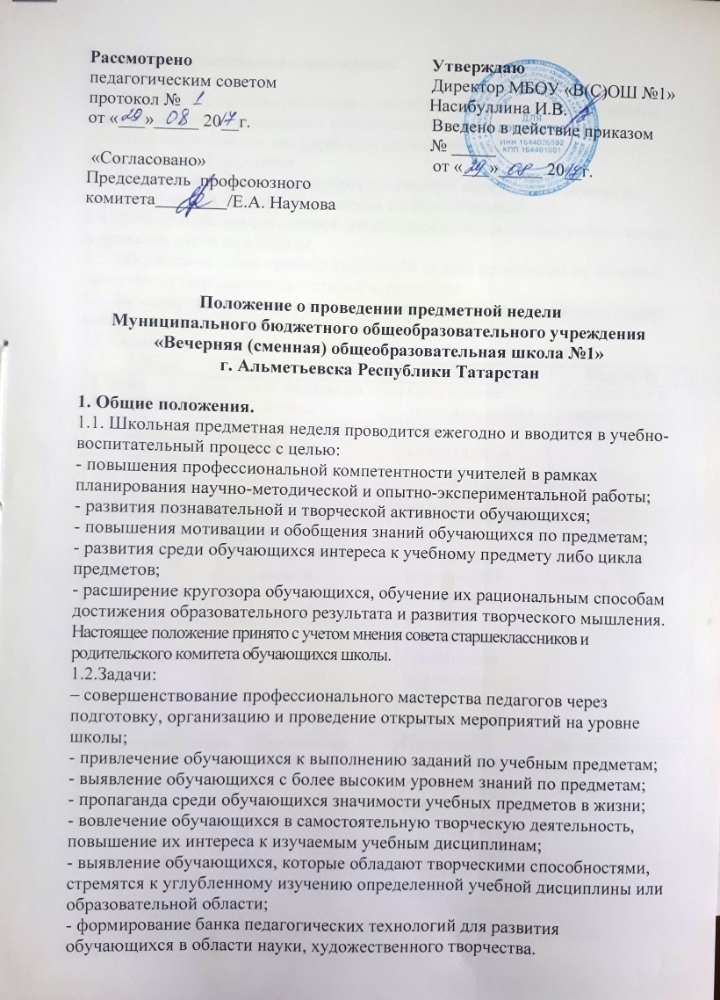 Рассмотрено
педагогическим советом
протокол № 1
от «29» 08 2017г.
«Согласовано»
Председатель профсоюзного
комитета________/Е.А. Наумова
Утверждаю
Директор МБОУ «В(С)ОШ №1»
Насибуллина И.В.
Введено в действие приказом
№ _____
от «29» 08 2017г.
ДЛЯ
ИНН 1644026592
КПП 164401001
Положение о проведении предметной недели
Муниципального бюджетного общеобразовательного учреждения
«Вечерняя (сменная) общеобразовательная школа №1»
г. Альметьевска Республики Татарстан
1. Общие положения.
1.1. Школьная предметная неделя проводится ежегодно и вводится в учебно-
воспитательный процесс с целью:
- повышения профессиональной компетентности учителей в рамках
планирования научно-методической и опытно-экспериментальной работы;
- развития познавательной и творческой активности обучающихся;
- повышения мотивации и обобщения знаний обучающихся по предметам;
- развития среди обучающихся интереса к учебному предмету либо цикла
предметов;
- расширение кругозора обучающихся, обучение их рациональным способам
достижения образовательного результата и развития творческого мышления.
Настоящее положение принято с учетом мнения совета старшеклассников и
родительского комитета обучающихся школы.
1.2.Задачи:
– совершенствование профессионального мастерства педагогов через
подготовку, организацию и проведение открытых мероприятий на уровне
школы;
- привлечение обучающихся к выполнению заданий по учебным предметам;
- выявление обучающихся с более высоким уровнем знаний по предметам;
- пропаганда среди обучающихся значимости учебных предметов в жизни;
- вовлечение обучающихся в самостоятельную творческую деятельность,
повышение их интереса к изучаемым учебным дисциплинам;
- выявление обучающихся, которые обладают творческими способностями,
стремятся к углубленному изучению определенной учебной дисциплины или
образовательной области;
- формирование банка педагогических технологий для развития
обучающихся в области науки, художественного творчества.